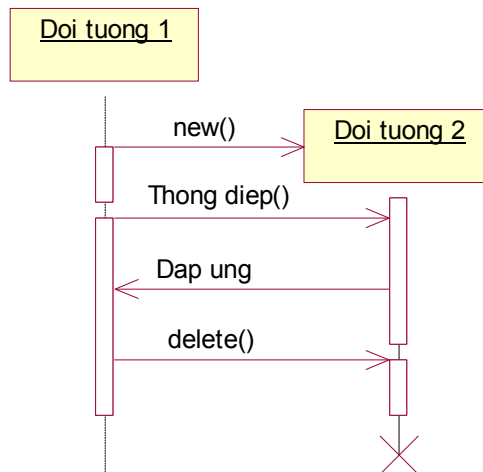 Doi tuong 1
new()
Doi tuong 2
Thong diep()
Dap ung
delete()